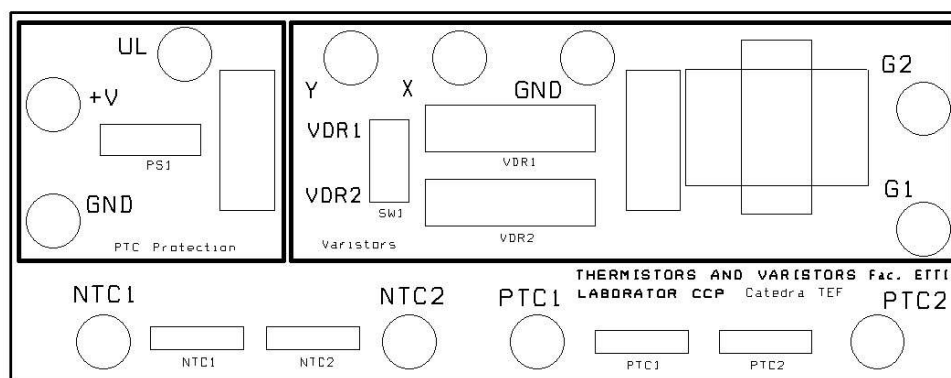 UL
+V
PS1
GND
PTC Protection
Y
X
GND
G2
VDR1
VDR1
VDR2
SW1
VDR2
G1
Varistors
THERMISTORS AND VARISTORS Fac. ETTI
LABORATOR CCP Catedra TEF
NTC1
NTC2
PTC1
PTC2
NTC1
NTC2
PTC1
PTC2